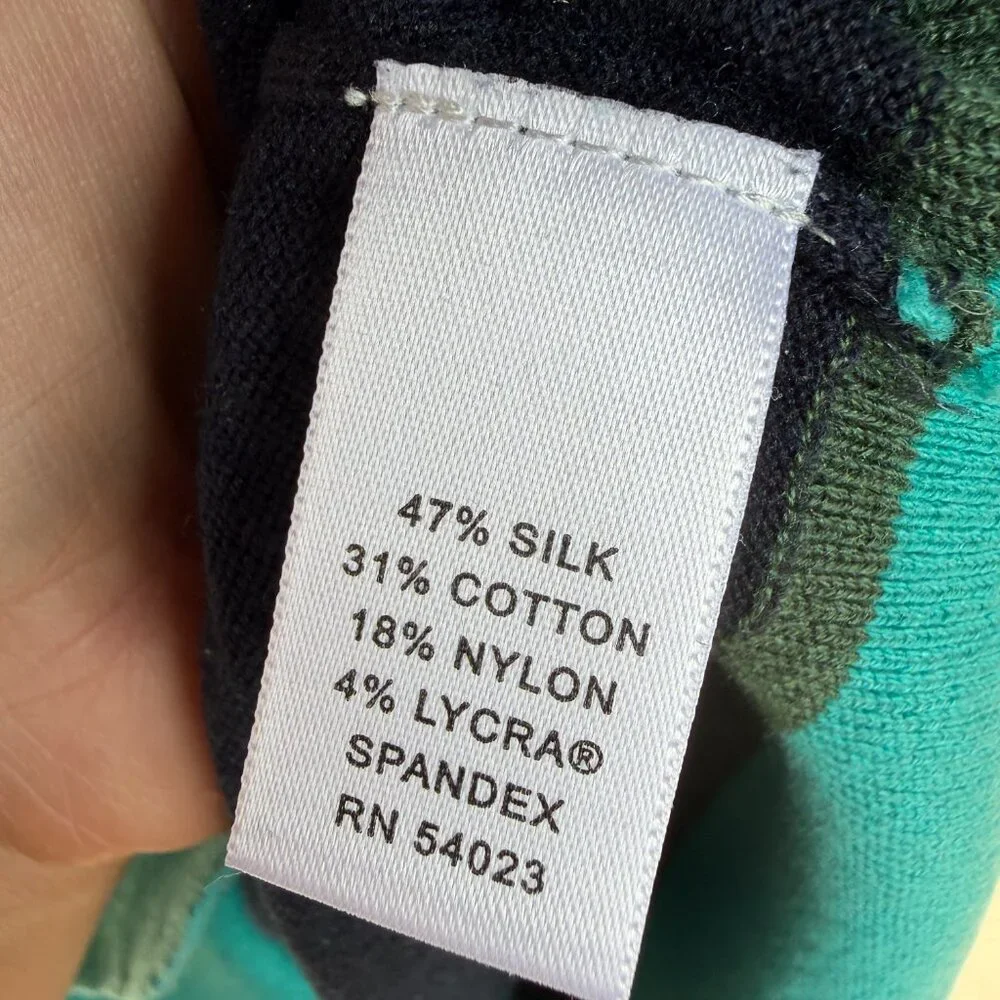 47% SILK
31% COTTON
18% NYLON
4% LYCRA®
SPANDEX
RN 54023